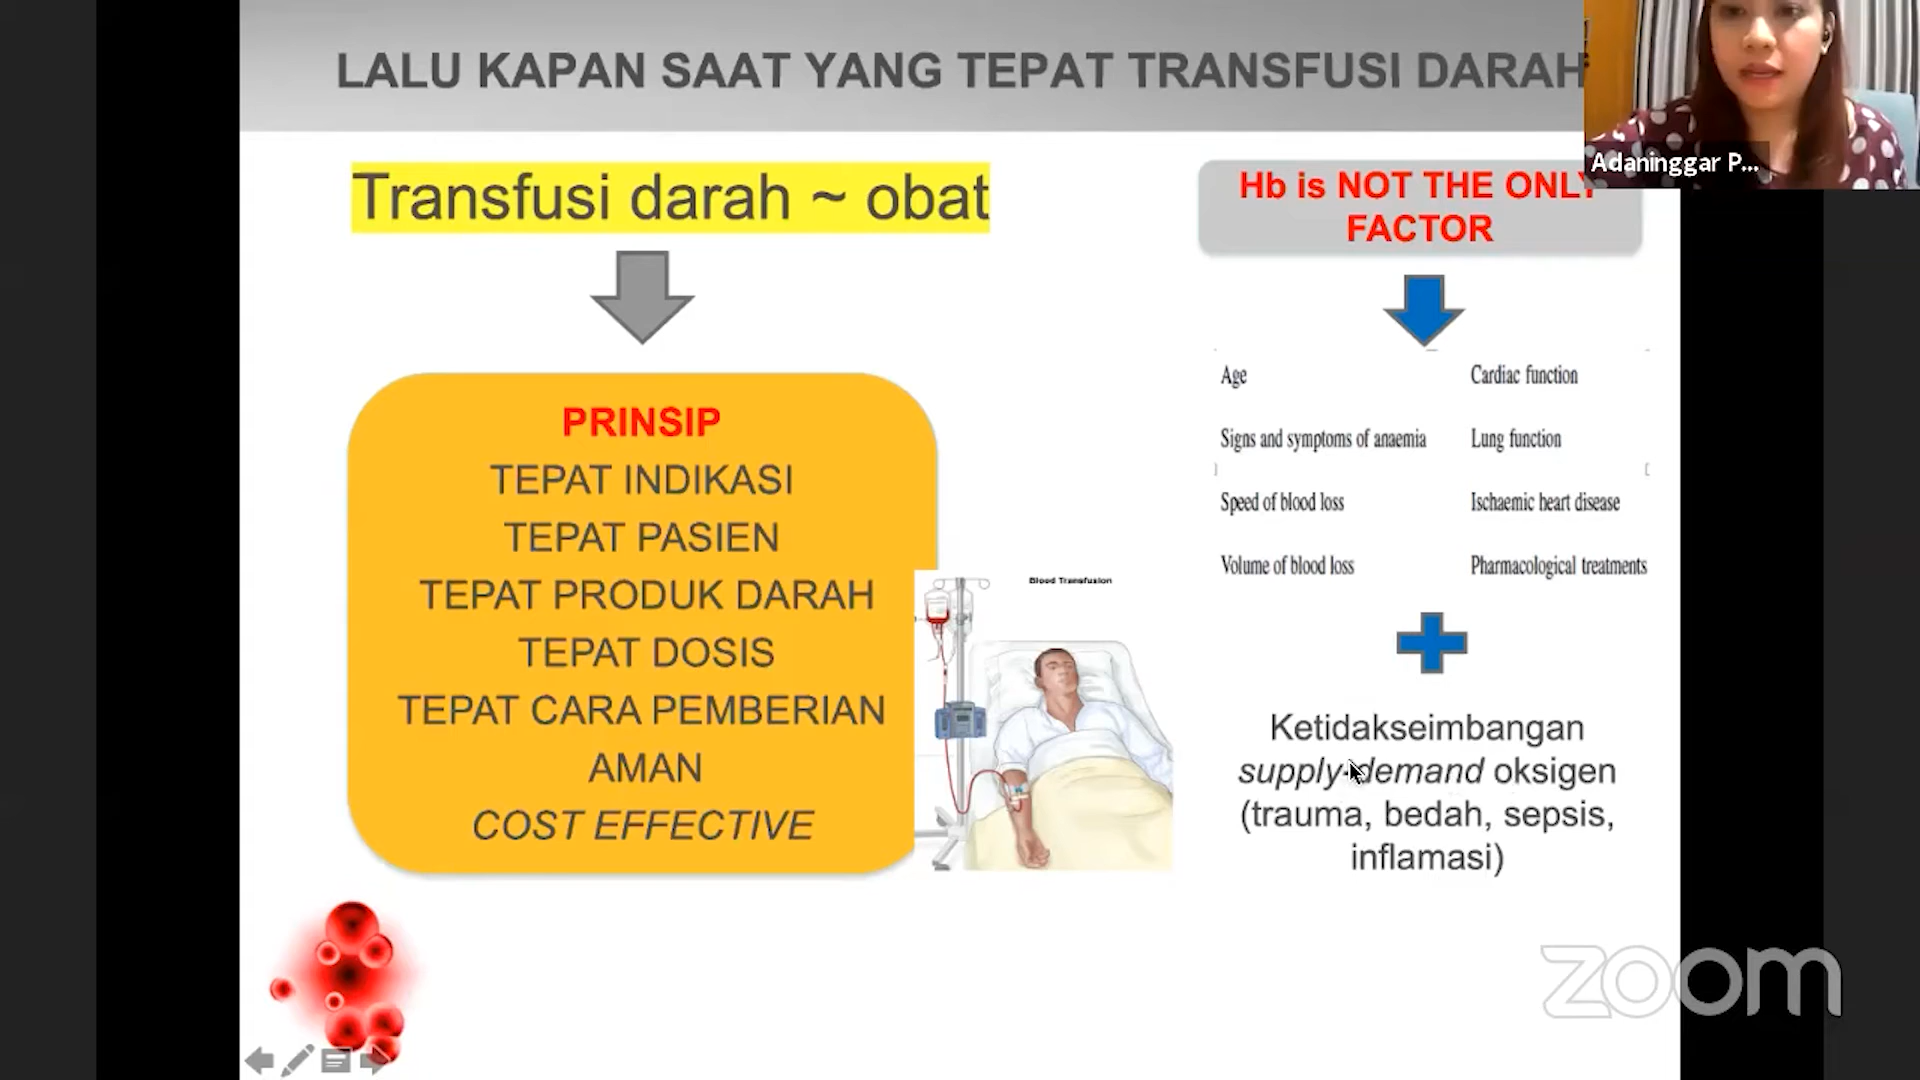 LALU KAPAN SAAT YANG TEPAT TRANSFUSI DARAH
Adaninggar P...
Transfusi darah ~ obat
PRINSIP
TEPAT INDIKASI
TEPAT PASIEN
TEPAT PRODUK DARAH
TEPAT DOSIS
TEPAT CARA PEMBERIAN
AMAN
COST EFFECTIVE
Blood Transfusion
Hb is NOT THE ONLY
FACTOR
Age Cardiac function
Signs and symptoms of anaemia Lung function
Speed of blood loss Ischaemic heart disease
Volume of blood loss Pharmacological treatments
Ketidakseimbangan
supply-demand oksigen
(trauma, bedah, sepsis,
inflamasi)
zoom